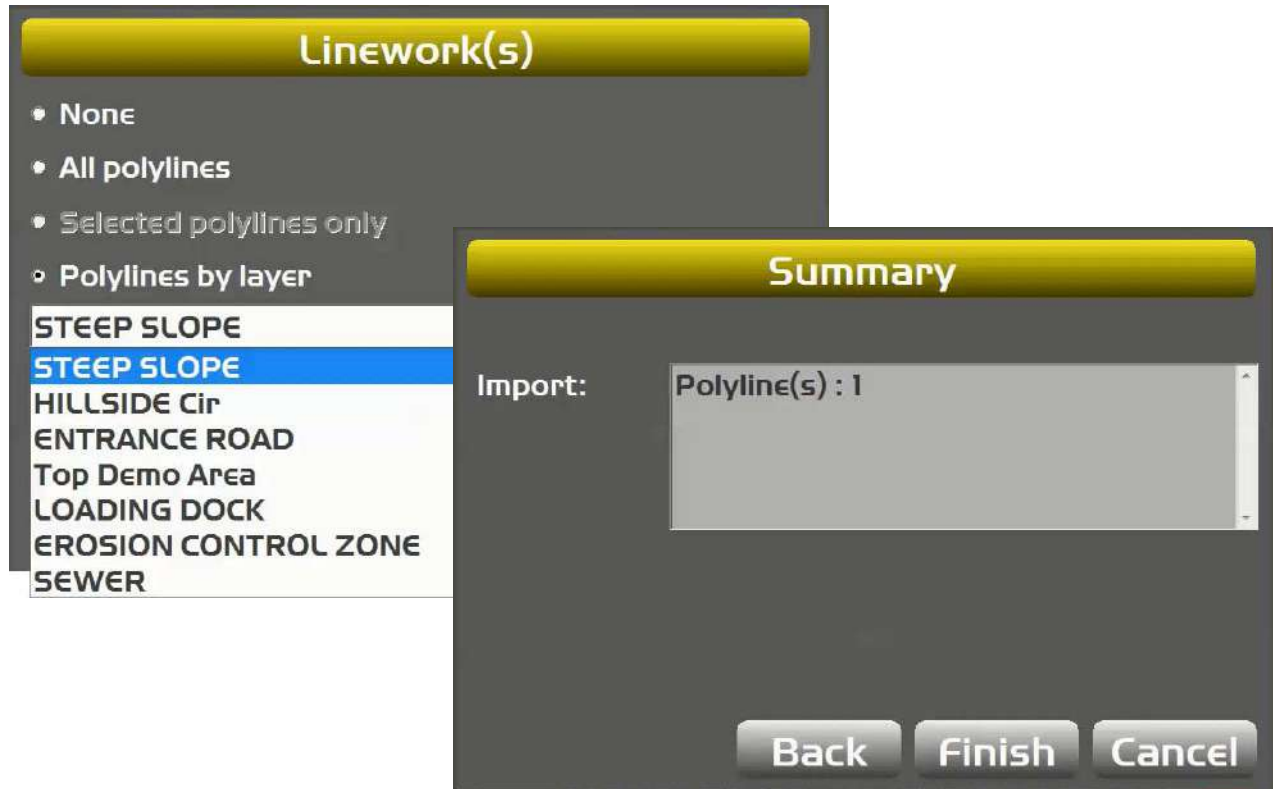 Linework(s)
None
All polylines
Selected polylines only
Polylines by layer
STEEP SLOPE
STEEP SLOPE
HILLSIDE Cir
ENTRANCE ROAD
Top Demo Area
LOADING DOCK
EROSION CONTROL ZONE
SEWER
Summary
Import: Polyline(s) : 1
Back Finish Cancel